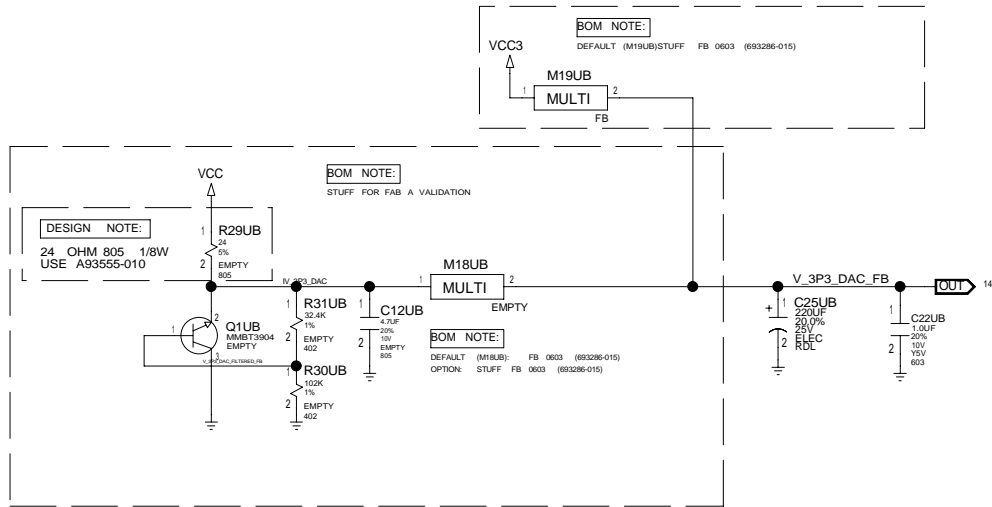 BOM NOTE:
DEFAULT (M19UB)STUFF FB 0603 (693286-015)
VCC3
M19UB
1 MULTI 2
FB
BOM NOTE:
STUFF FOR FAB A VALIDATION
VCC
DESIGN NOTE:
24 OHM 805 1/8W
USE A93555-010
1
R29UB
24
5%
2
EMPTY
805
IV_3P3_DAC
M18UB
1 MULTI 2
EMPTY
V_3P3_DAC_FB
OUT 14
1
R31UB
32.4K
1%
2
EMPTY
402
1
C12UB
4.7UF
20%
10V
2
EMPTY
805
1
2
3
Q1UB
MMBT3904
EMPTY
V_3P3_DAC_FILTERED_FB
1
R30UB
102K
1%
2
EMPTY
402
BOM NOTE:
DEFAULT (M18UB): FB 0603 (693286-015)
OPTION: STUFF FB 0603 (693286-015)
+
1
C25UB
220UF
20.0%
25V
2
ELEC
RDL
1
C22UB
1.0UF
20%
10V
2
Y5V
603